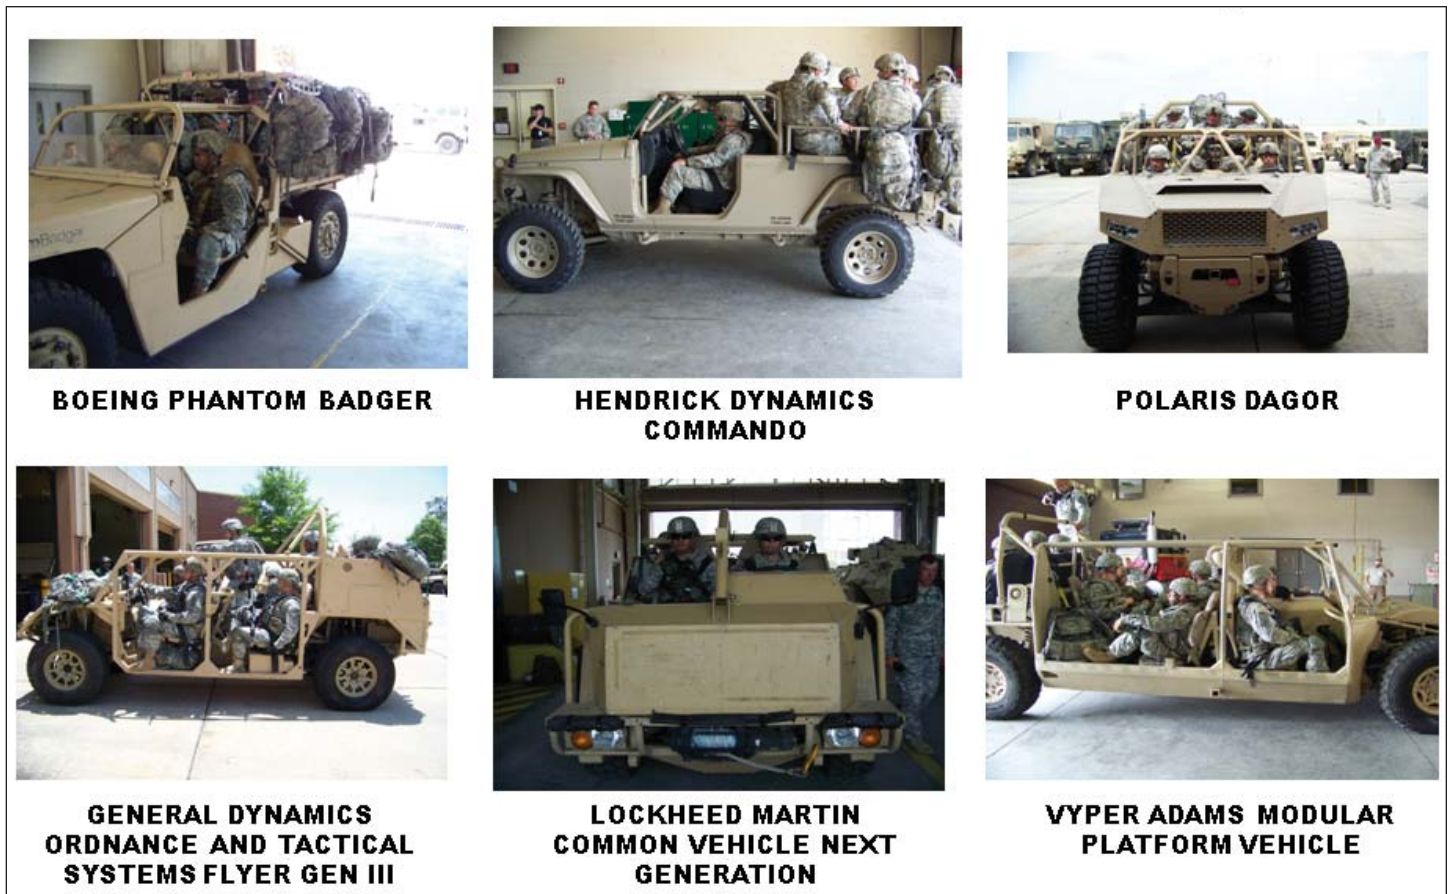 BOEING PHANTOM BADGER
HENDRICK DYNAMICS
COMMANDO
POLARIS DAGOR
GENERAL DYNAMICS
ORDNANCE AND TACTICAL
SYSTEMS FLYER GEN III
LOCKHEED MARTIN
COMMON VEHICLE NEXT
GENERATION
VYPER ADAMS MODULAR
PLATFORM VEHICLE